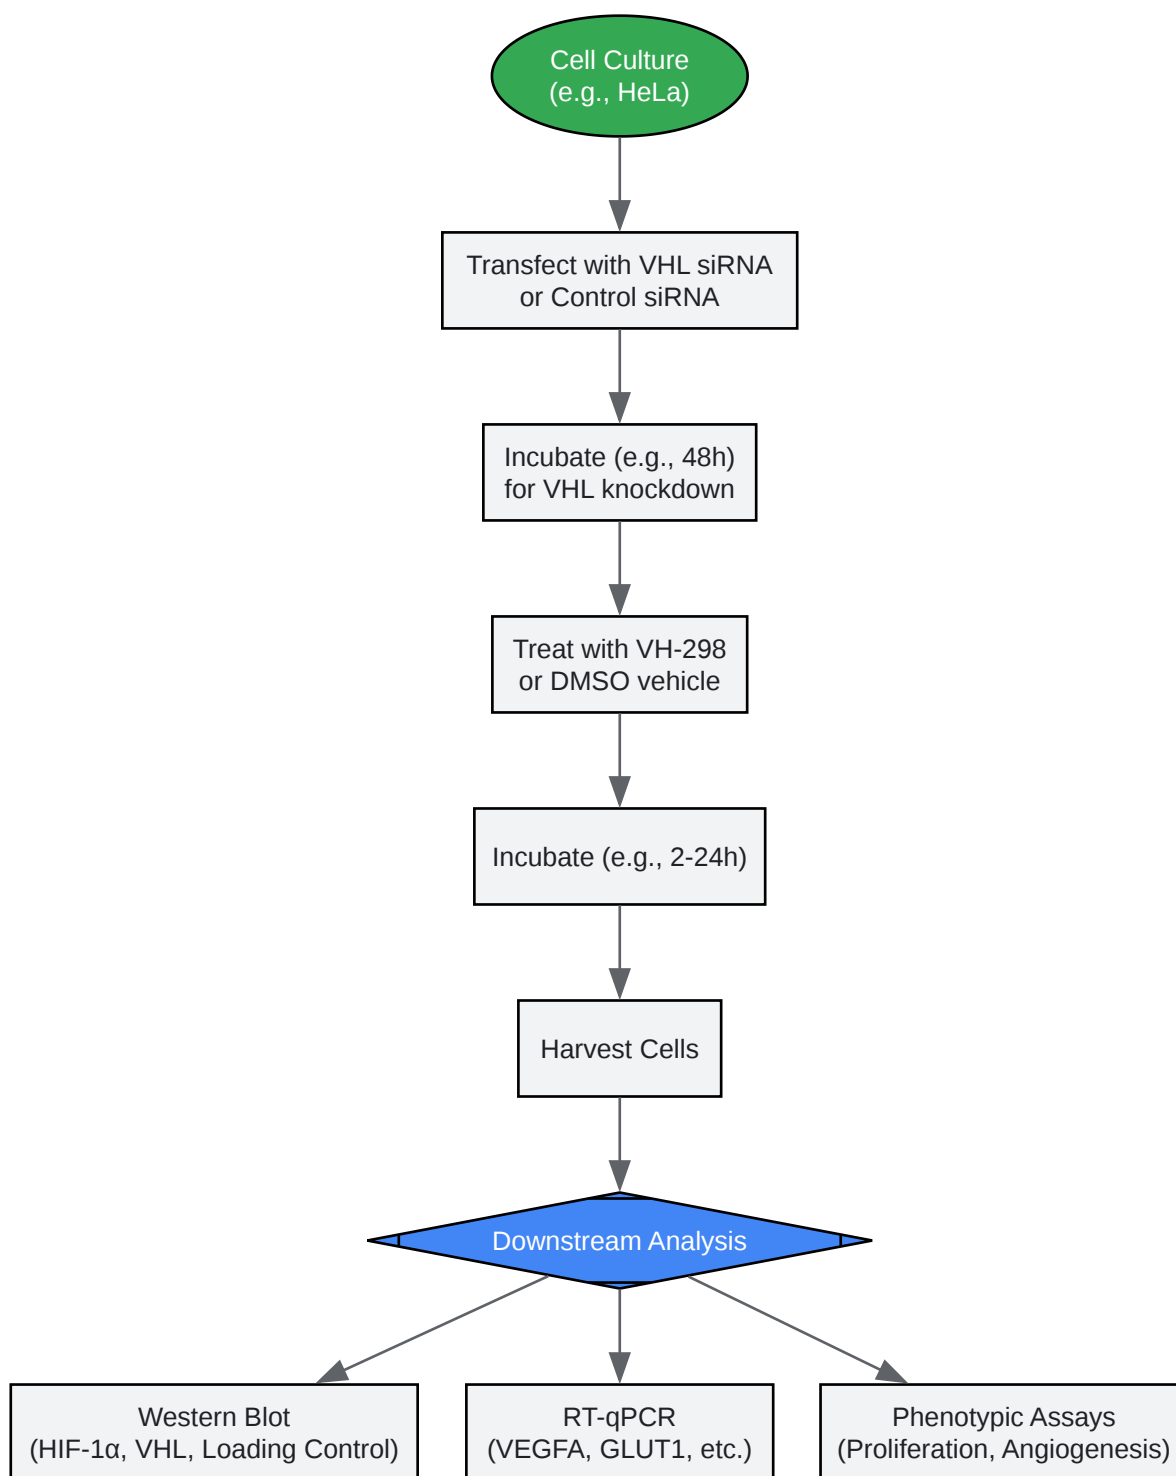 Cell Culture
(e.g., HeLa)
Transfect with VHL siRNA
or Control siRNA
Incubate (e.g., 48h)
for VHL knockdown
Treat with VH-298
or DMSO vehicle
Incubate (e.g., 2-24h)
Harvest Cells
Downstream Analysis
Western Blot
(HIF-1α, VHL, Loading Control)
RT-qPCR
(VEGFA, GLUT1, etc.)
Phenotypic Assays
(Proliferation, Angiogenesis)